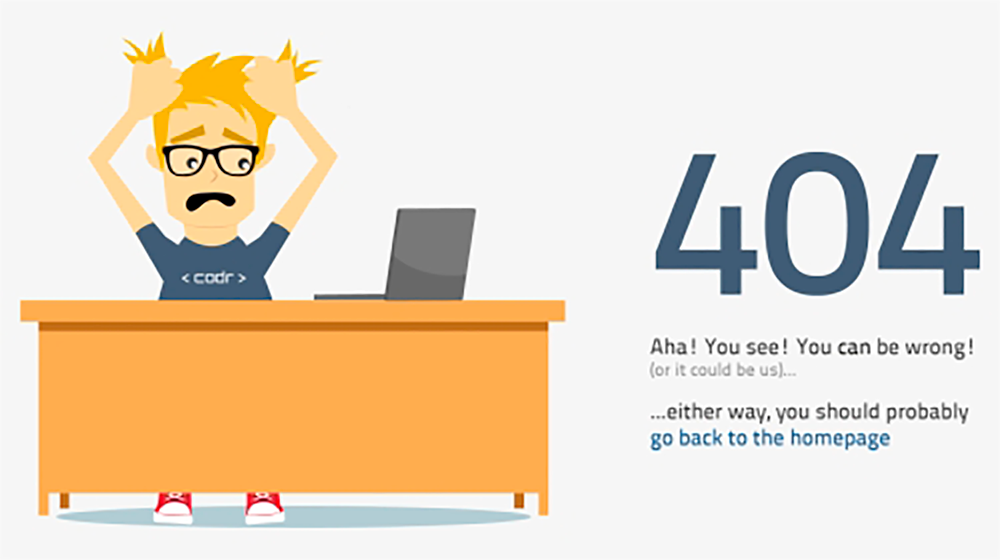 < codr >
404
Aha! You see! You can be wrong!
(or it could be us)...
...either way, you should probably
go back to the homepage